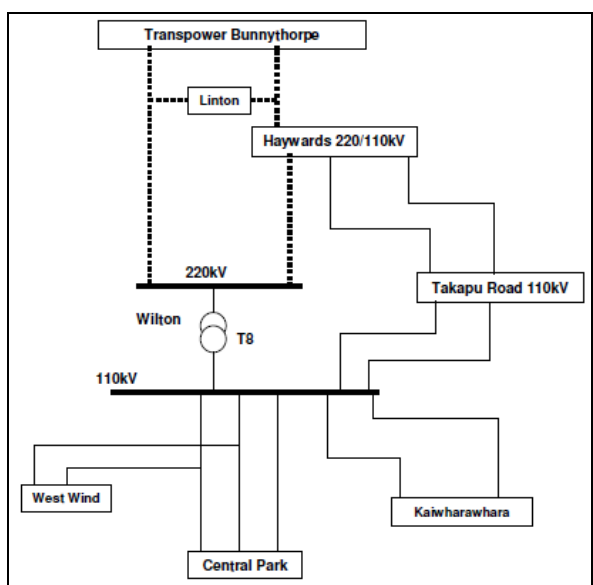 Transpower Bunnythorpe
Linton
Haywards 220/110kV
220kV
Takapu Road 110kV
Wilton
T8
110kV
West Wind
Kaiwharawhara
Central Park